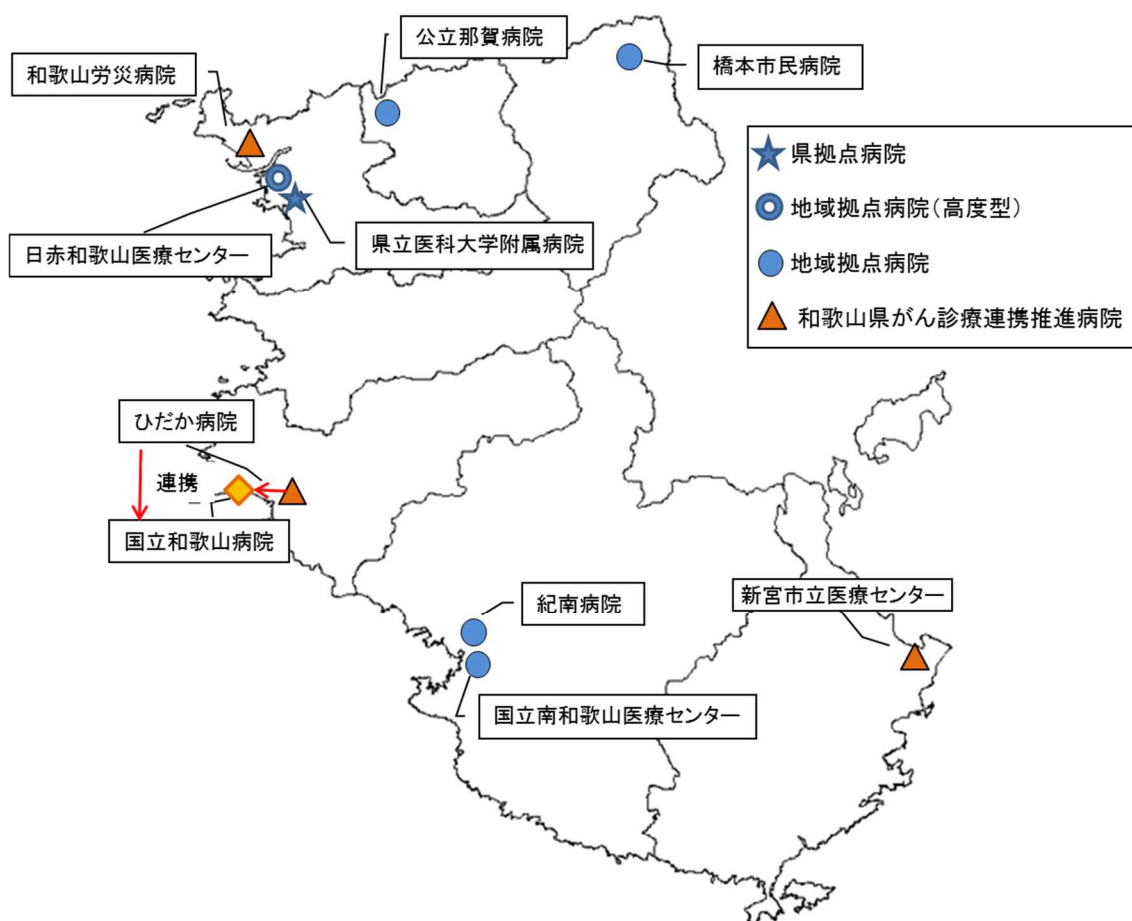 公立那賀病院
橋本市民病院
和歌山労災病院
県拠点病院
地域拠点病院(高度型)
地域拠点病院
和歌山県がん診療連携推進病院
日赤和歌山医療センター
県立医科大学附属病院
ひだか病院
連携
国立和歌山病院
紀南病院
新宮市立医療センター
国立南和歌山医療センター